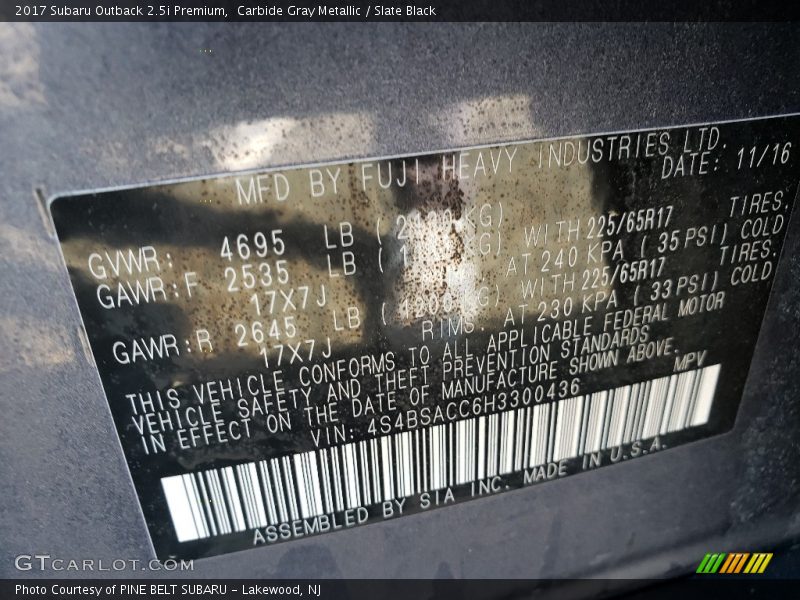 2017 Subaru Outback 2.5i Premium,  Carbide Gray Metallic / Slate Black
MFD BY FUJI HEAVY INDUSTRIES LTD.
DATE: 11/16
GVWR: 4695 LB ( KG)
GAWR:F 2535 LB ( KG) WITH 225/65R17 TIRES.
17X7J AT 240 KPA ( 35 PSI) COLD
GAWR:R 2645 LB ( KG) WITH 225/65R17 TIRES.
17X7J RIMS. AT 230 KPA ( 33 PSI) COLD
THIS VEHICLE CONFORMS TO ALL APPLICABLE FEDERAL MOTOR
VEHICLE SAFETY AND THEFT PREVENTION STANDARDS
IN EFFECT ON THE DATE OF MANUFACTURE SHOWN ABOVE.
VIN: 4S4BSACC6H3300436 MPV
ASSEMBLED BY SIA INC. MADE IN U.S.A.
GTCARLOT.COM
Photo Courtesy of PINE BELT SUBARU - Lakewood, NJ